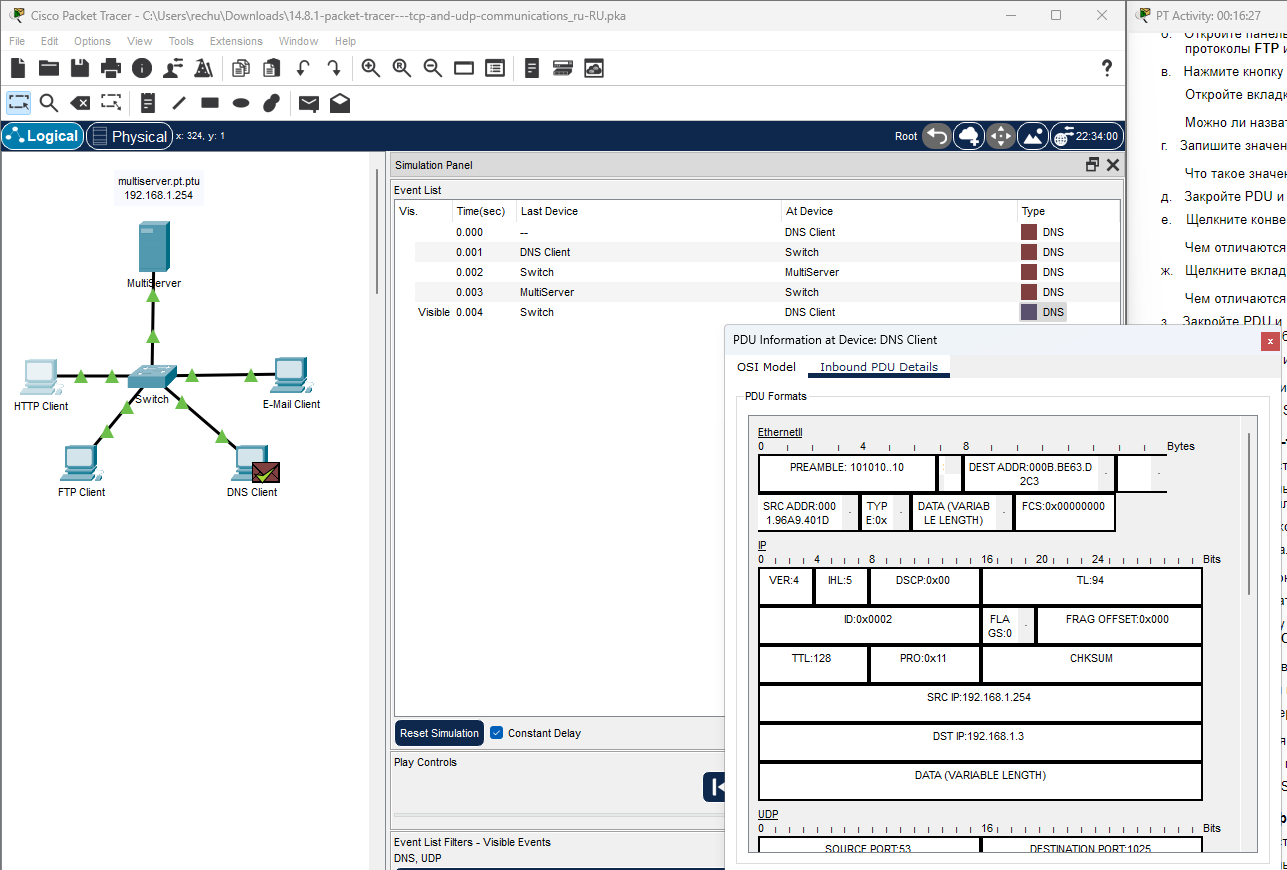 Cisco Packet Tracer - C:\Users\rechu\Downloads\14.8.1-packet-tracer---tcp-and-udp-communications_ru-RU.pka
File Edit Options View Tools Extensions Window Help
Logical Physical x: 324, y: 1
Root 22:34:00
multiserver.pt.ptu
192.168.1.254
MultiServer
HTTP Client
Switch
E-Mail Client
FTP Client
DNS Client
Simulation Panel
Event List
Vis. Time(sec) Last Device At Device Type
0.000 -- DNS Client DNS
0.001 DNS Client Switch DNS
0.002 Switch MultiServer DNS
0.003 MultiServer Switch DNS
Visible 0.004 Switch DNS Client DNS
Reset Simulation Constant Delay
Play Controls
Event List Filters - Visible Events
DNS, UDP
PDU Information at Device: DNS Client
OSI Model Inbound PDU Details
PDU Formats
EthernetII
0 4 8 Bytes
PREAMBLE: 101010..10
DEST ADDR:000B.BE63.D
2C3
SRC ADDR:000
1.96A9.401D
TYP
E:0x
DATA (VARIAB
LE LENGTH)
FCS:0x00000000
IP
0 4 8 16 20 24 Bits
VER:4 IHL:5 DSCP:0x00 TL:94
ID:0x0002
FLA
GS:0
FRAG OFFSET:0x000
TTL:128 PRO:0x11 CHKSUM
SRC IP:192.168.1.254
DST IP:192.168.1.3
DATA (VARIABLE LENGTH)
UDP
0 16 Bits
SOURCE PORT:53 DESTINATION PORT:1025
PT Activity: 00:16:27
протоколы FTP и
в. Нажмите кнопку
Откройте вкладк
Можно ли назват
г. Запишите значен
Что такое значен
д. Закройте PDU и
е. Щелкните конве
Чем отличаются
ж. Щелкните вклад
Чем отличаются
з. Закройте PDU и